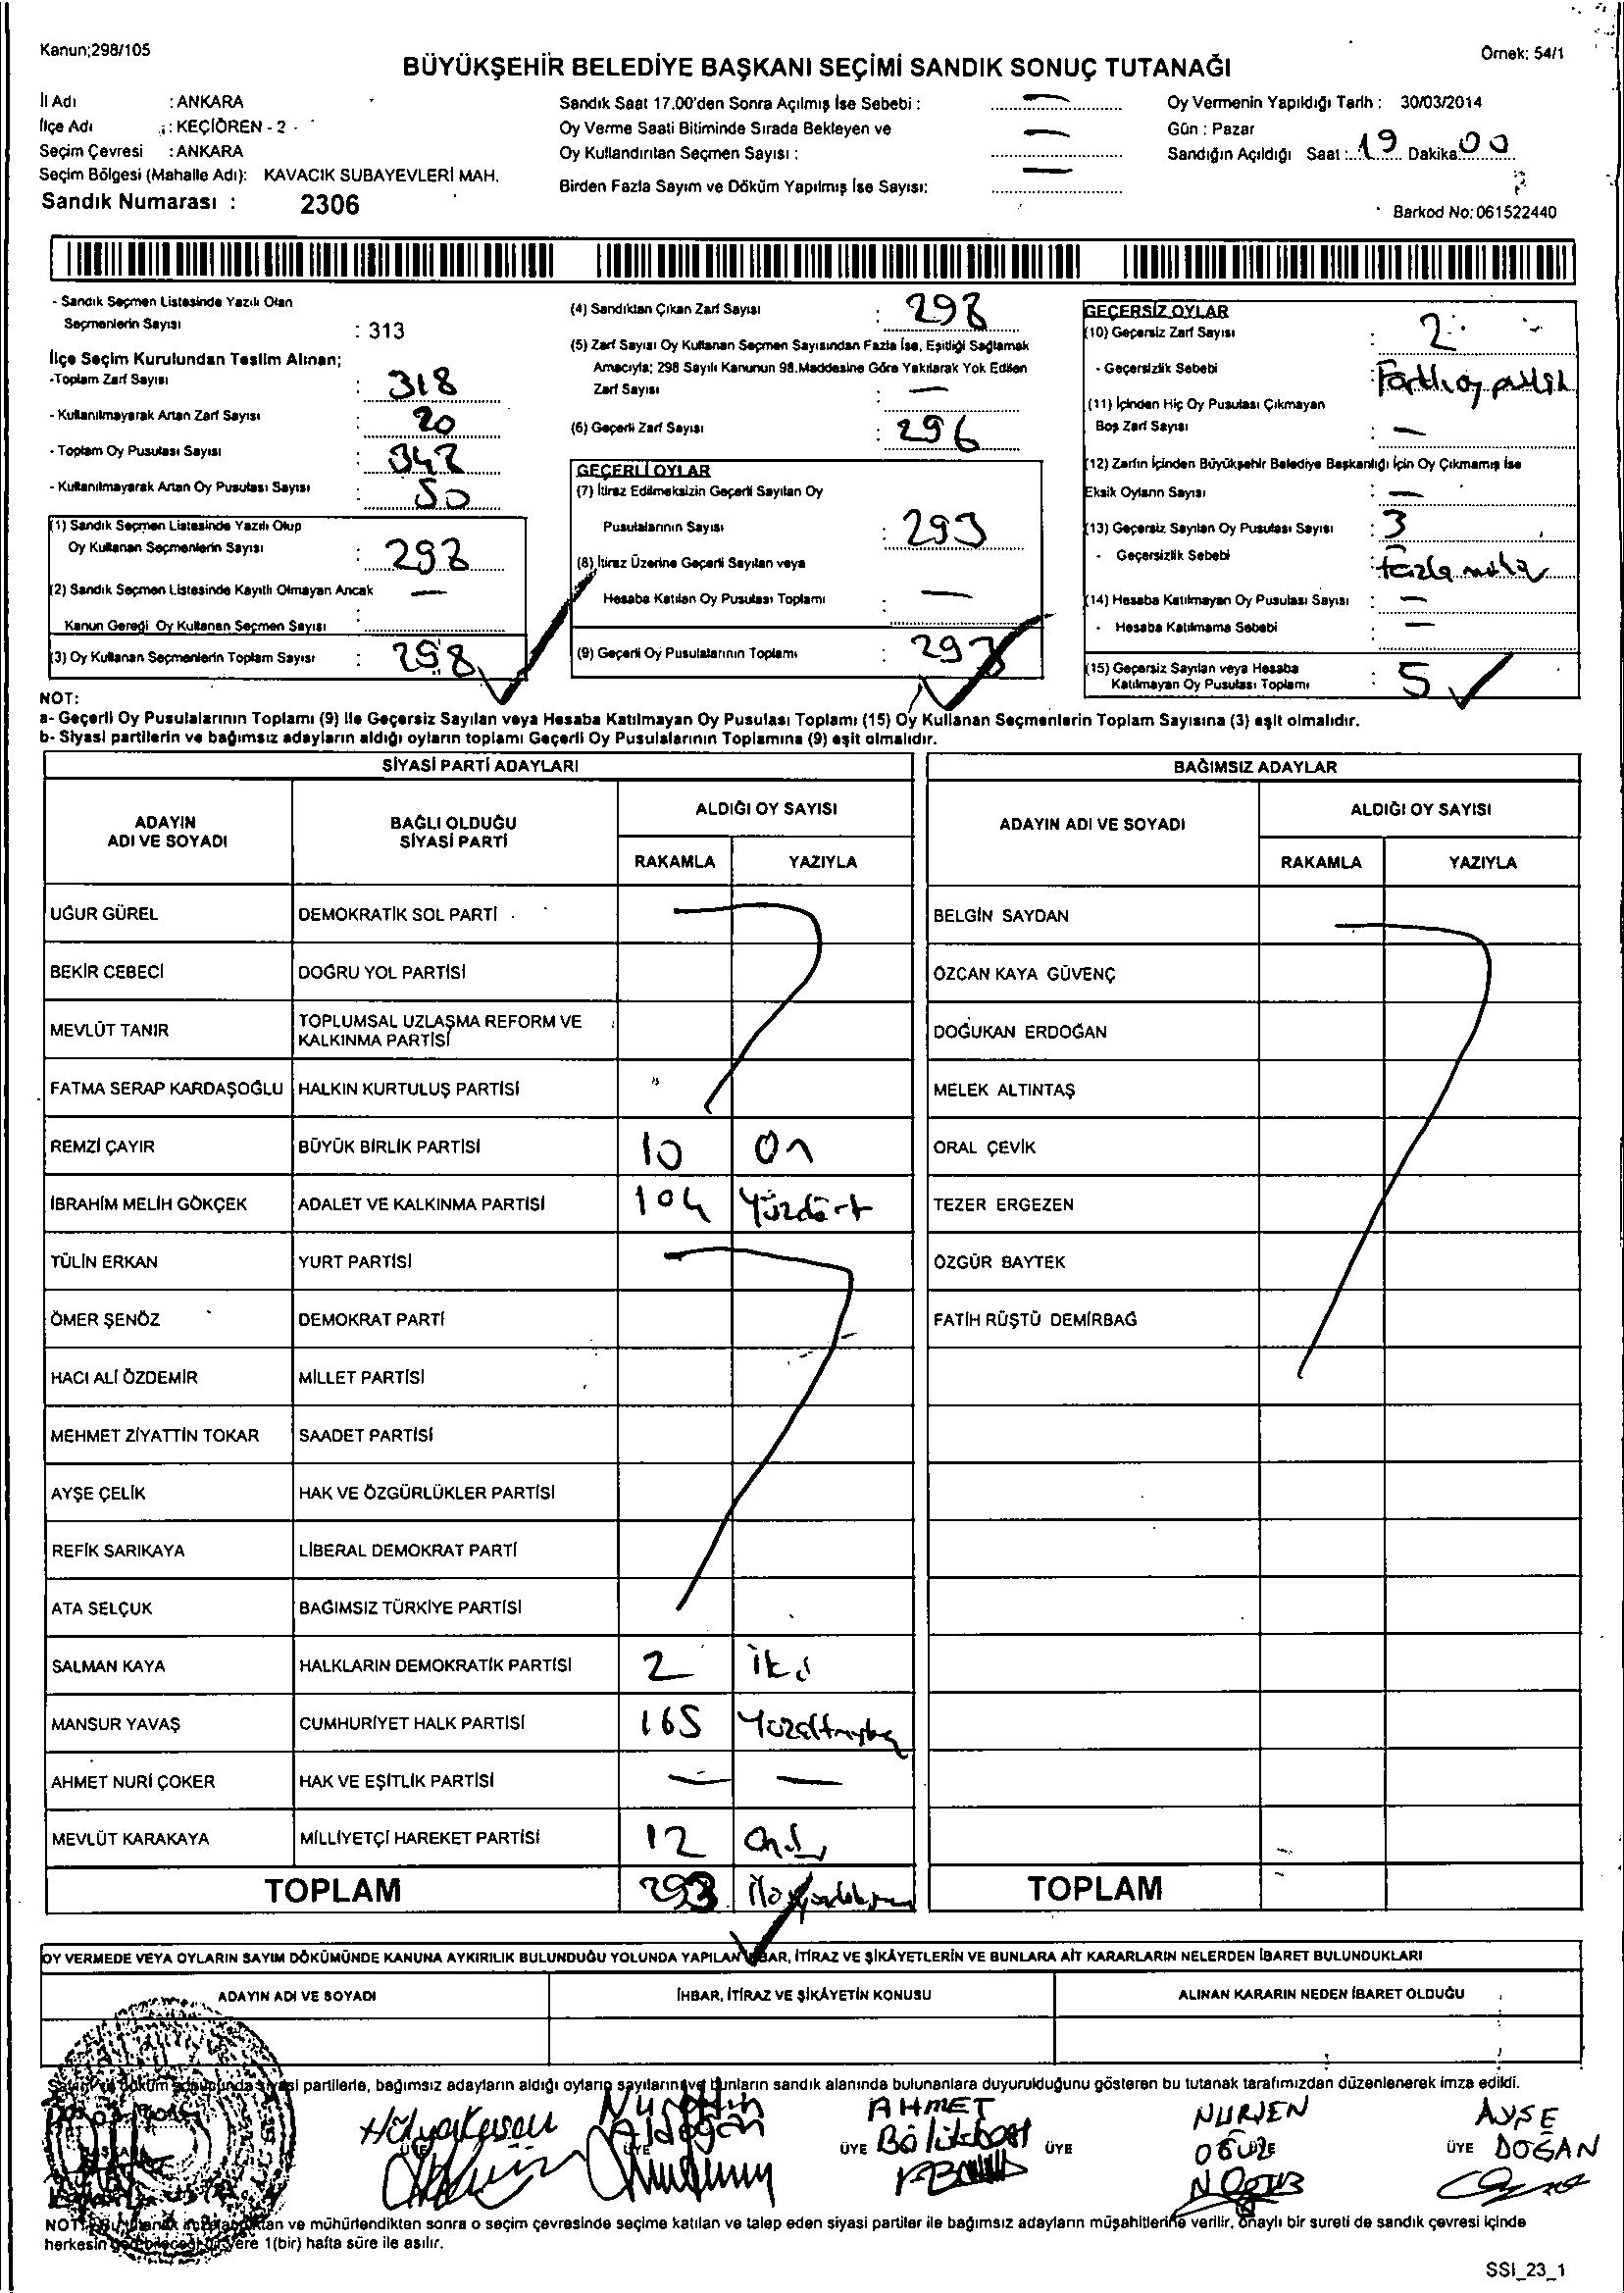 Kanun;298/105
Örnek: 54/1
BÜYÜKŞEHİR BELEDİYE BAŞKANI SEÇİMİ SANDIK SONUÇ TUTANAĞI
İl Adı : ANKARA
İlçe Adı : KEÇİÖREN - 2
Seçim Çevresi : ANKARA
Seçim Bölgesi (Mahalle Adı): KAVACIK SUBAYEVLERİ MAH.
Sandık Numarası : 2306
Sandık Saat 17.00'den Sonra Açılmış İse Sebebi : —
Oy Verme Saati Bitiminde Sırada Bekleyen ve
Oy Kullandırılan Seçmen Sayısı : —
Birden Fazla Sayım ve Döküm Yapılmış İse Sayısı: —
Oy Vermenin Yapıldığı Tarih : 30/03/2014
Gün : Pazar
Sandığın Açıldığı Saat : 19 Dakika: 00
Barkod No: 061522440
- Sandık Seçmen Listesinde Yazılı Olan
Seçmenlerin Sayısı : 313
İlçe Seçim Kurulundan Teslim Alınan;
-Toplam Zarf Sayısı : 318
- Kullanılmayarak Artan Zarf Sayısı : 20
- Toplam Oy Pusulası Sayısı : 348
- Kullanılmayarak Artan Oy Pusulası Sayısı : 50
(1) Sandık Seçmen Listesinde Yazılı Olup
Oy Kullanan Seçmenlerin Sayısı : 298
(2) Sandık Seçmen Listesinde Kayıtlı Olmayan Ancak
Kanun Gereği Oy Kullanan Seçmen Sayısı : —
(3) Oy Kullanan Seçmenlerin Toplam Sayısı : 298
(4) Sandıktan Çıkan Zarf Sayısı : 298
(5) Zarf Sayısı Oy Kullanan Seçmen Sayısından Fazla İse, Eşitliği Sağlamak
Amacıyla; 298 Sayılı Kanunun 98.Maddesine Göre Yakılarak Yok Edilen
Zarf Sayısı : —
(6) Geçerli Zarf Sayısı : 296
GEÇERLİ OYLAR
(7) İtiraz Edilmeksizin Geçerli Sayılan Oy
Pusulalarının Sayısı : 293
(8) İtiraz Üzerine Geçerli Sayılan veya
Hesaba Katılan Oy Pusulası Toplamı : —
(9) Geçerli Oy Pusulalarının Toplamı : 293
GEÇERSİZ OYLAR
(10) Geçersiz Zarf Sayısı : 2
- Geçersizlik Sebebi : Farklı oy
(11) İçinden Hiç Oy Pusulası Çıkmayan
Boş Zarf Sayısı : —
(12) Zarfın İçinden Büyükşehir Belediye Başkanlığı İçin Oy Çıkmamış İse
Eksik Oyların Sayısı : —
(13) Geçersiz Sayılan Oy Pusulası Sayısı : 3
- Geçersizlik Sebebi : fazla
(14) Hesaba Katılmayan Oy Pusulası Sayısı : —
- Hesaba Katılmama Sebebi : —
(15) Geçersiz Sayılan veya Hesaba
Katılmayan Oy Pusulası Toplamı : 5
NOT:
a- Geçerli Oy Pusulalarının Toplamı (9) ile Geçersiz Sayılan veya Hesaba Katılmayan Oy Pusulası Toplamı (15) Oy Kullanan Seçmenlerin Toplam Sayısına (3) eşit olmalıdır.
b- Siyasi partilerin ve bağımsız adayların aldığı oyların toplamı Geçerli Oy Pusulalarının Toplamına (9) eşit olmalıdır.
SİYASİ PARTİ ADAYLARI
ADAYIN ADI VE SOYADI
BAĞLI OLDUĞU SİYASİ PARTİ
ALDIĞI OY SAYISI
RAKAMLA YAZIYLA
UĞUR GÜREL DEMOKRATİK SOL PARTİ
BEKİR CEBECİ DOĞRU YOL PARTİSİ
MEVLÜT TANIR TOPLUMSAL UZLAŞMA REFORM VE KALKINMA PARTİSİ
FATMA SERAP KARDAŞOĞLU HALKIN KURTULUŞ PARTİSİ
REMZİ ÇAYIR BÜYÜK BİRLİK PARTİSİ 10 On
İBRAHİM MELİH GÖKÇEK ADALET VE KALKINMA PARTİSİ 104 Yüzdört
TÜLİN ERKAN YURT PARTİSİ
ÖMER ŞENÖZ DEMOKRAT PARTİ
HACI ALİ ÖZDEMİR MİLLET PARTİSİ
MEHMET ZİYATTİN TOKAR SAADET PARTİSİ
AYŞE ÇELİK HAK VE ÖZGÜRLÜKLER PARTİSİ
REFİK SARIKAYA LİBERAL DEMOKRAT PARTİ
ATA SELÇUK BAĞIMSIZ TÜRKİYE PARTİSİ
SALMAN KAYA HALKLARIN DEMOKRATİK PARTİSİ 2 İki
MANSUR YAVAŞ CUMHURİYET HALK PARTİSİ 165 Yüzaltmışbeş
AHMET NURİ ÇOKER HAK VE EŞİTLİK PARTİSİ — —
MEVLÜT KARAKAYA MİLLİYETÇİ HAREKET PARTİSİ 12 Oniki
TOPLAM 293
BAĞIMSIZ ADAYLAR
ADAYIN ADI VE SOYADI
ALDIĞI OY SAYISI
RAKAMLA YAZIYLA
BELGİN SAYDAN
ÖZCAN KAYA GÜVENÇ
DOĞUKAN ERDOĞAN
MELEK ALTINTAŞ
ORAL ÇEVİK
TEZER ERGEZEN
ÖZGÜR BAYTEK
FATİH RÜŞTÜ DEMİRBAĞ
TOPLAM
OY VERMEDE VEYA OYLARIN SAYIM DÖKÜMÜNDE KANUNA AYKIRILIK BULUNDUĞU YOLUNDA YAPILAN İHBAR, İTİRAZ VE ŞİKÂYETLERİN VE BUNLARA AİT KARARLARIN NELERDEN İBARET BULUNDUKLARI
ADAYIN ADI VE SOYADI
İHBAR, İTİRAZ VE ŞİKÂYETİN KONUSU
ALINAN KARARIN NEDEN İBARET OLDUĞU
Sayım ve döküm sonucunda siyasi partilerle, bağımsız adayların aldığı oyların sayılarını ve bunların sandık alanında bulunanlara duyurulduğunu gösteren bu tutanak tarafımızdan düzenlenerek imza edildi.
BAŞKAN
ÜYE ÜYE Nurettin
ÜYE AHMET Bölükbaşı
ÜYE NURŞEN OĞUZ
ÜYE AYŞE DOĞAN
NOT: Bu tutanak imzalandıktan ve mühürlendikten sonra o seçim çevresinde seçime katılan ve talep eden siyasi partiler ile bağımsız adayların müşahitlerine verilir, onaylı bir sureti de sandık çevresi içinde
herkesin görebileceği bir yere 1(bir) hafta süre ile asılır.
SSI_23_1